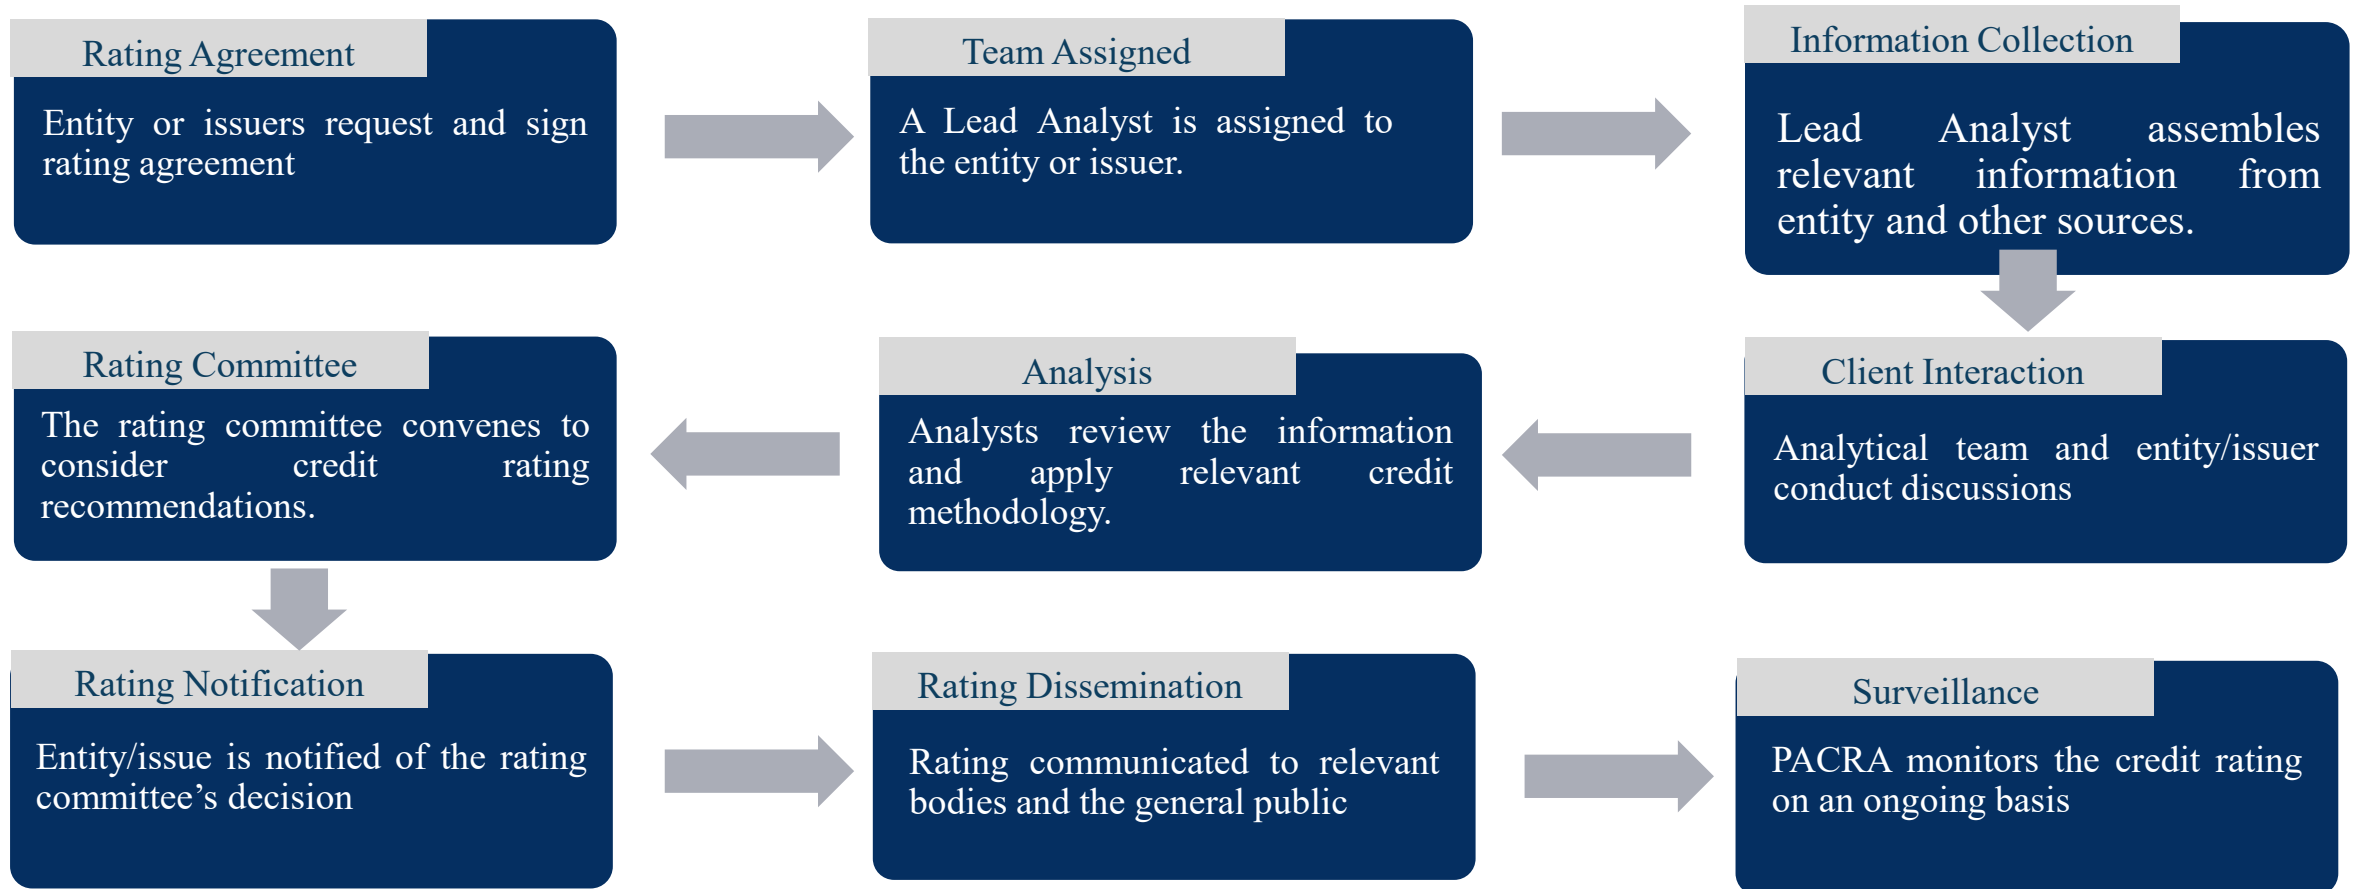 Rating Agreement
Entity or issuers request and sign
rating agreement
Team Assigned
A Lead Analyst is assigned to
the entity or issuer.
Information Collection
Lead Analyst assembles
relevant information from
entity and other sources.
Client Interaction
Analytical team and entity/issuer
conduct discussions
Analysis
Analysts review the information
and apply relevant credit
methodology.
Rating Committee
The rating committee convenes to
consider credit rating
recommendations.
Rating Notification
Entity/issue is notified of the rating
committee’s decision
Rating Dissemination
Rating communicated to relevant
bodies and the general public
Surveillance
PACRA monitors the credit rating
on an ongoing basis